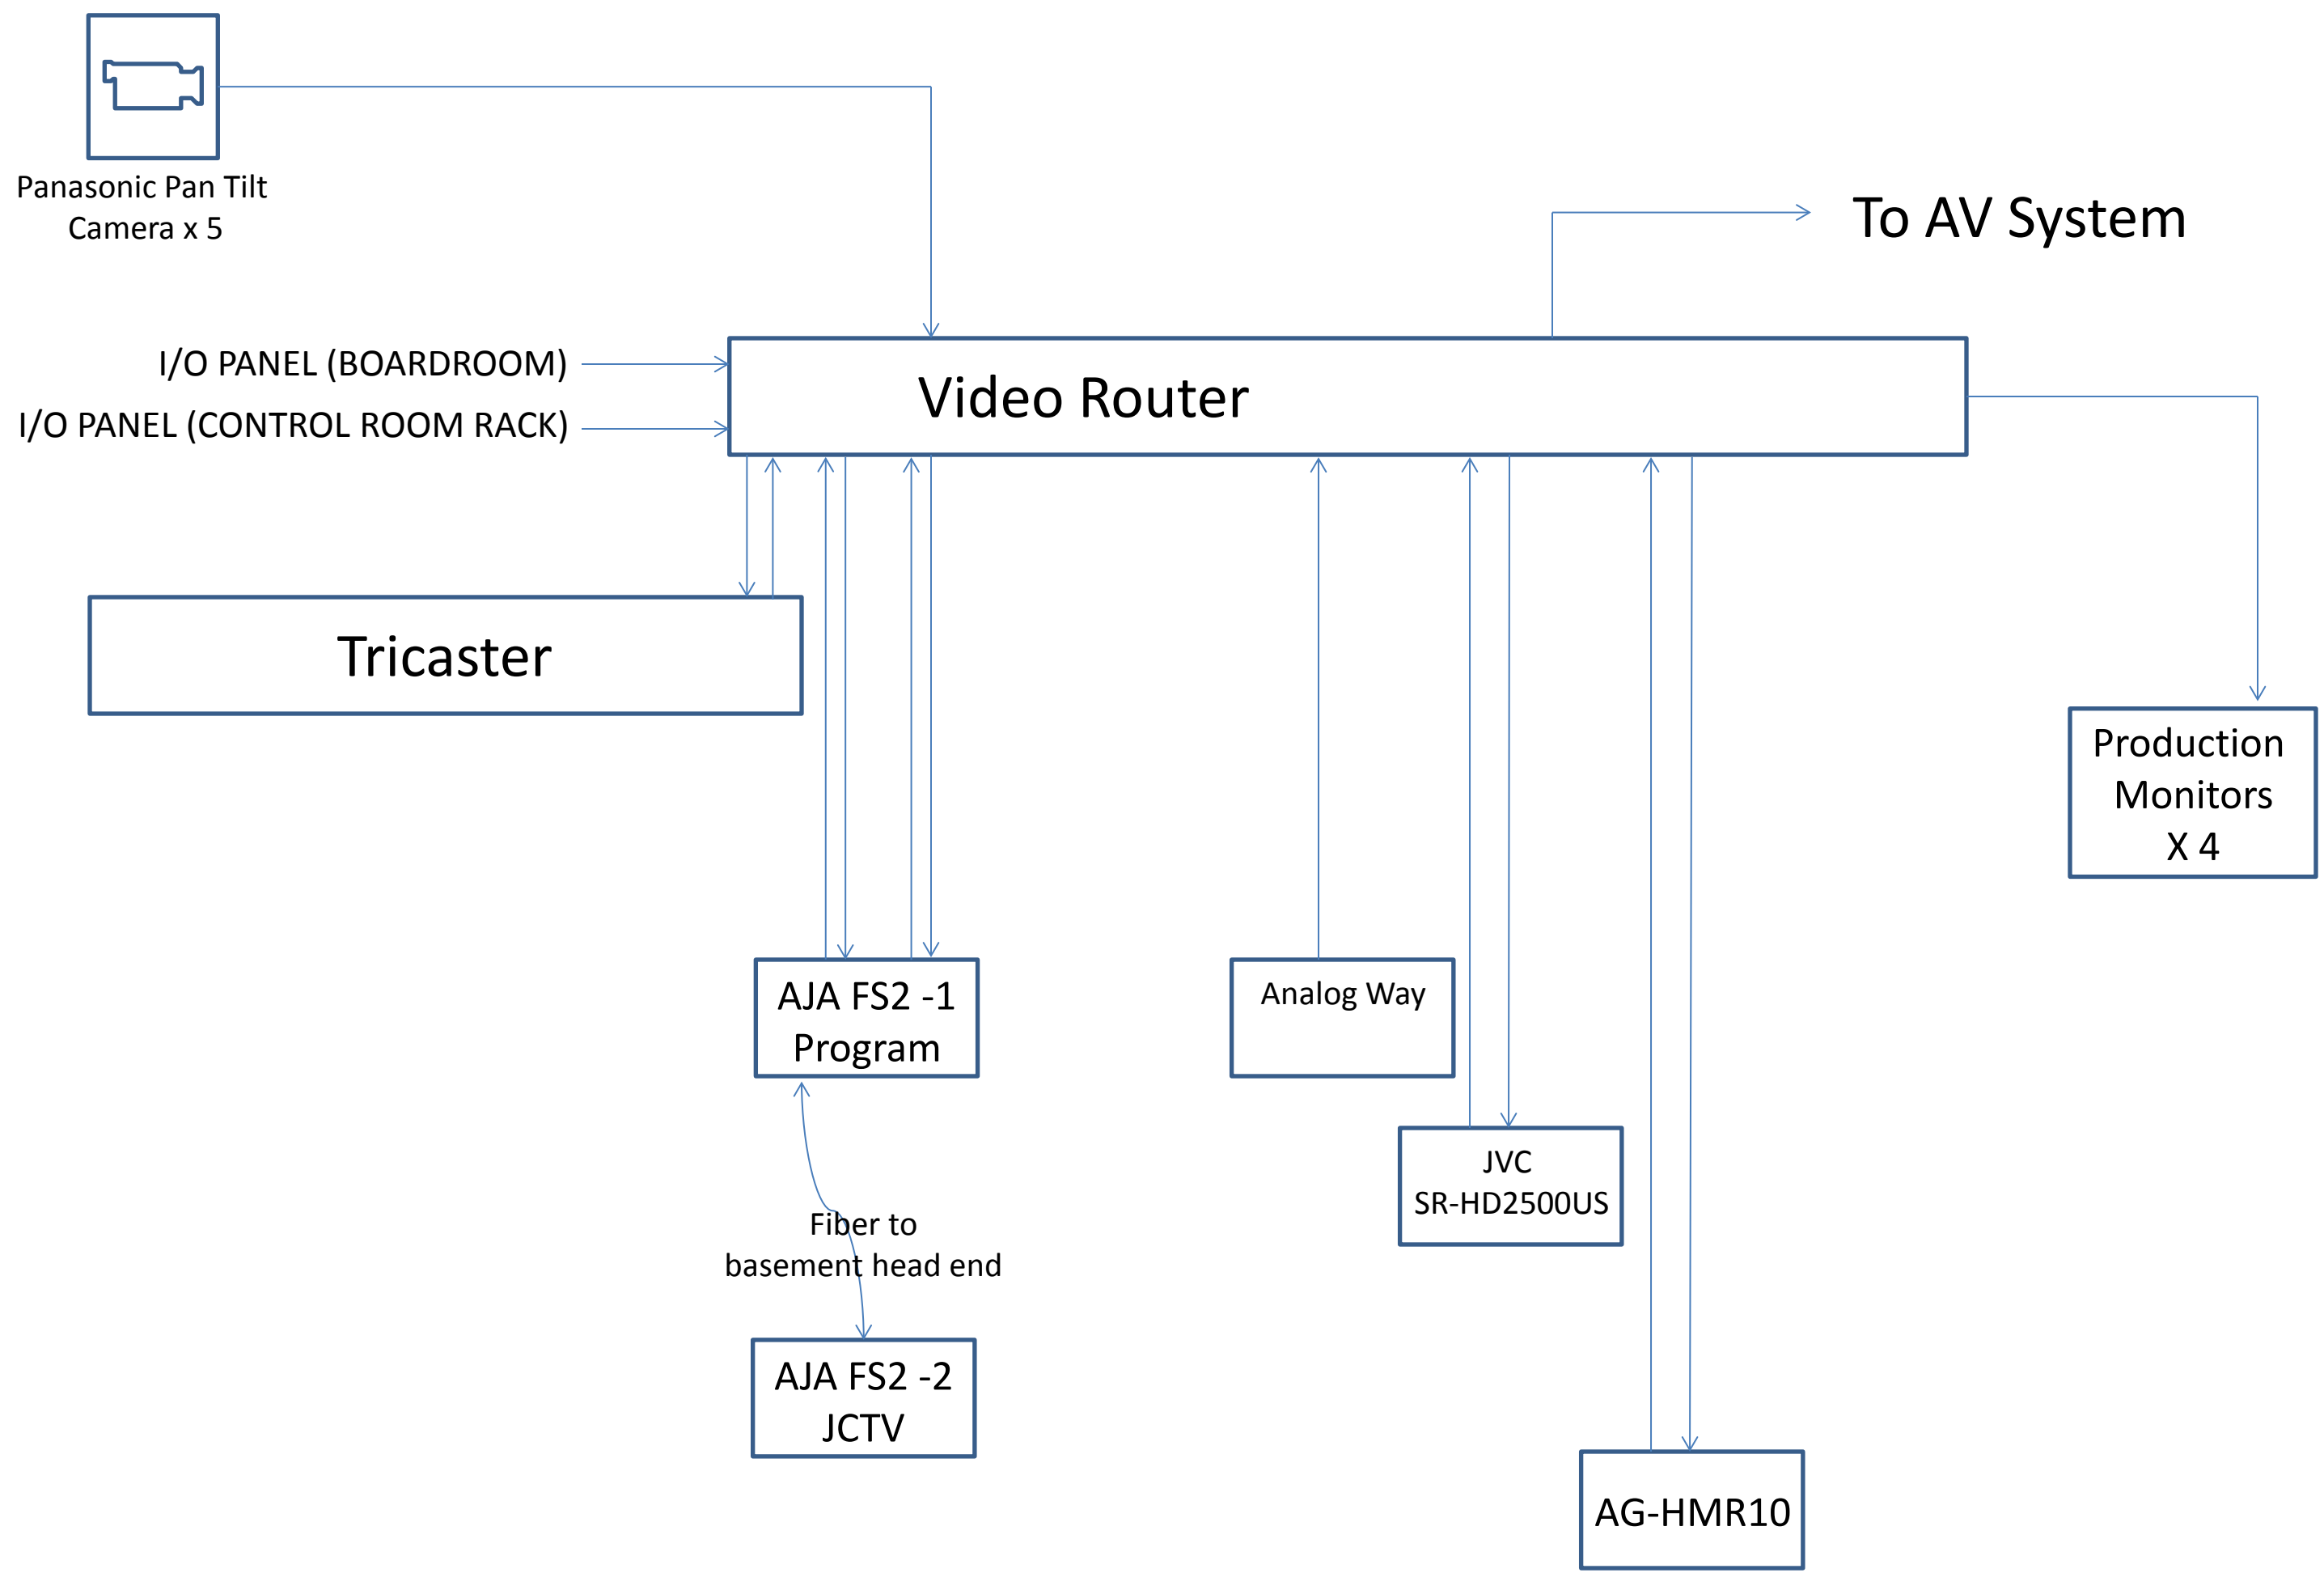 Panasonic Pan Tilt
Camera x 5
To AV System
I/O PANEL (BOARDROOM)
I/O PANEL (CONTROL ROOM RACK)
Video Router
Tricaster
Production
Monitors
X 4
AJA FS2 -1
Program
Analog Way
JVC
SR-HD2500US
Fiber to
basement head end
AJA FS2 -2
JCTV
AG-HMR10